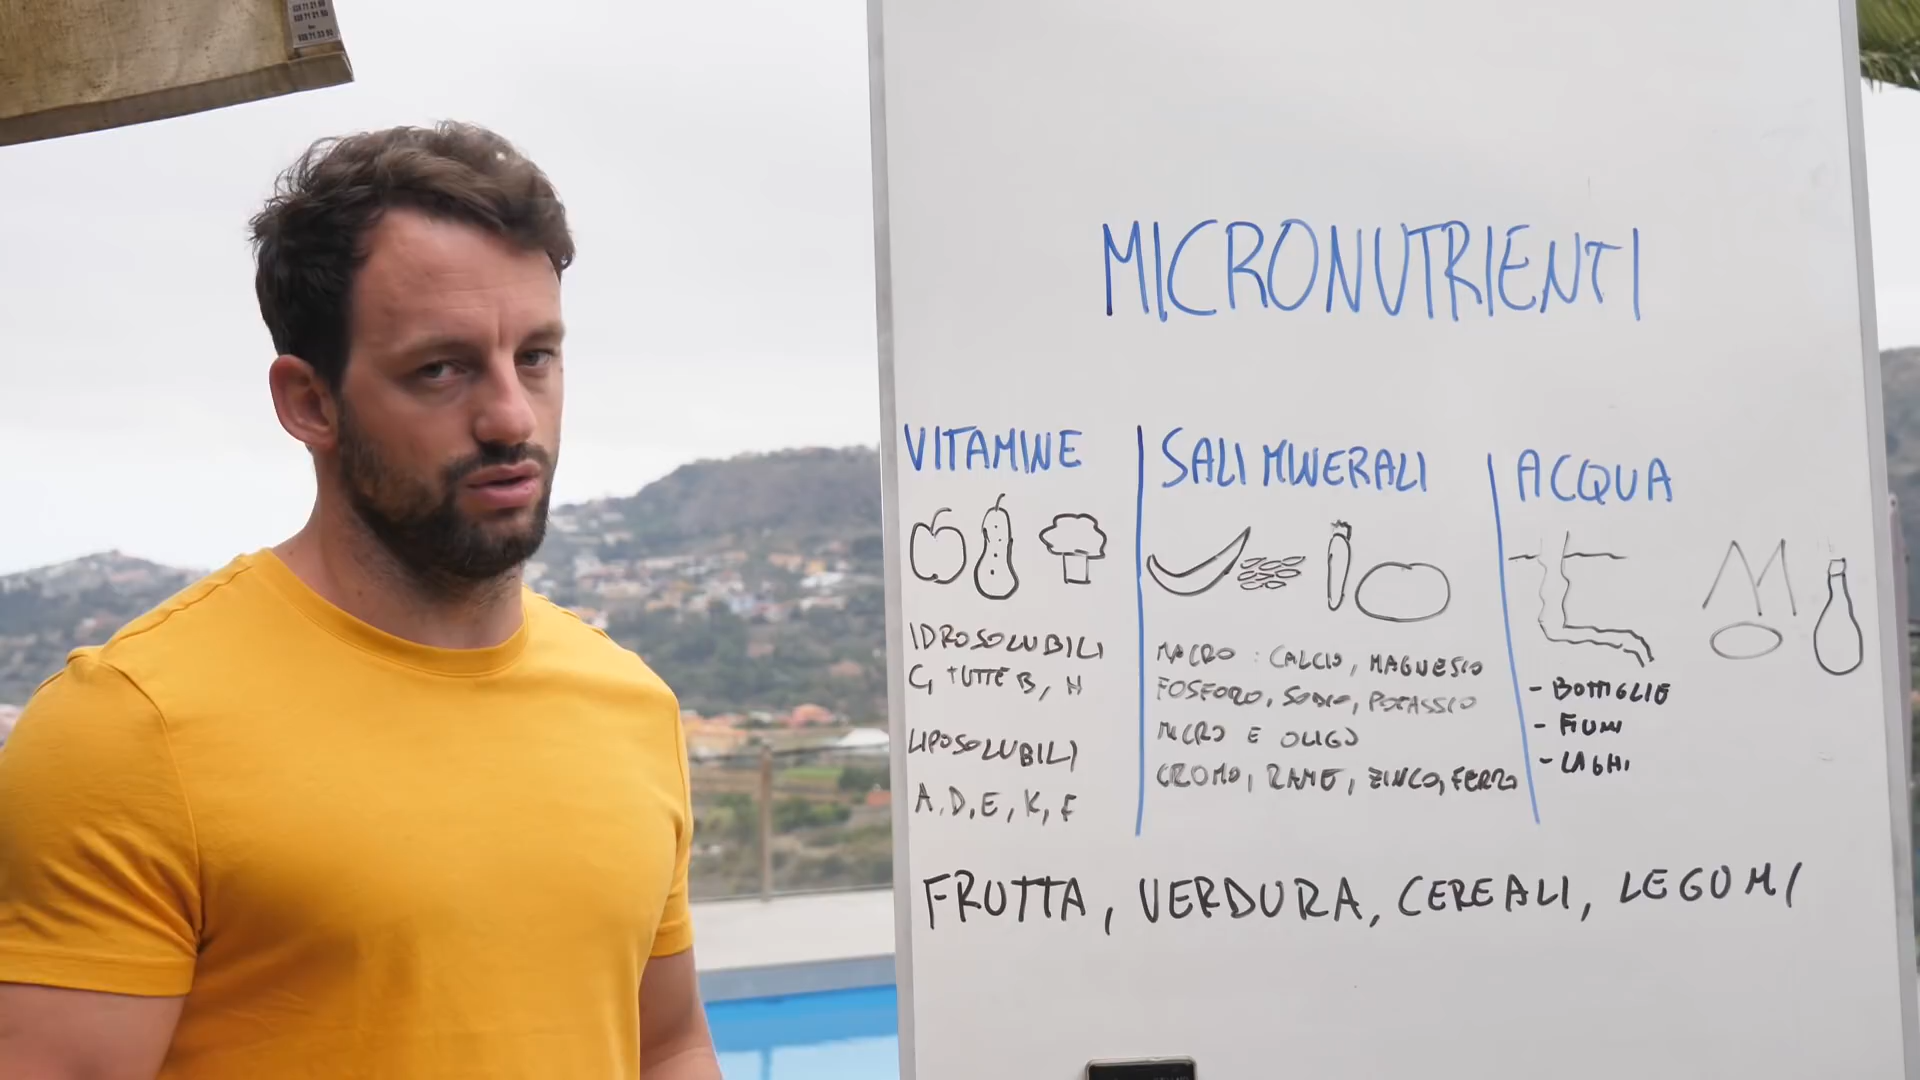 MICRONUTRIENTI
VITAMINE
IDROSOLUBILI
C, TUTTE B, H
LIPOSOLUBILI
A, D, E, K, F
SALI MINERALI
MACRO: CALCIO, MAGNESIO
FOSFORO, SODIO, POTASSIO
MICRO E OLIGO
CROMO, RAME, ZINCO, FERRO
ACQUA
- BOTTIGLIE
- FIUMI
- LAGHI
FRUTTA, VERDURA, CEREALI, LEGUMI